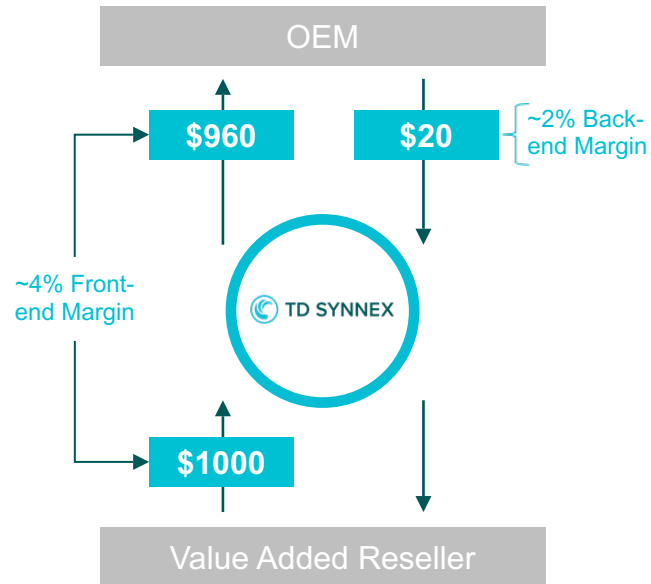 OEM
$960
$20
~2% Back-
end Margin
~4% Front-
end Margin
TD SYNNEX
$1000
Value Added Reseller